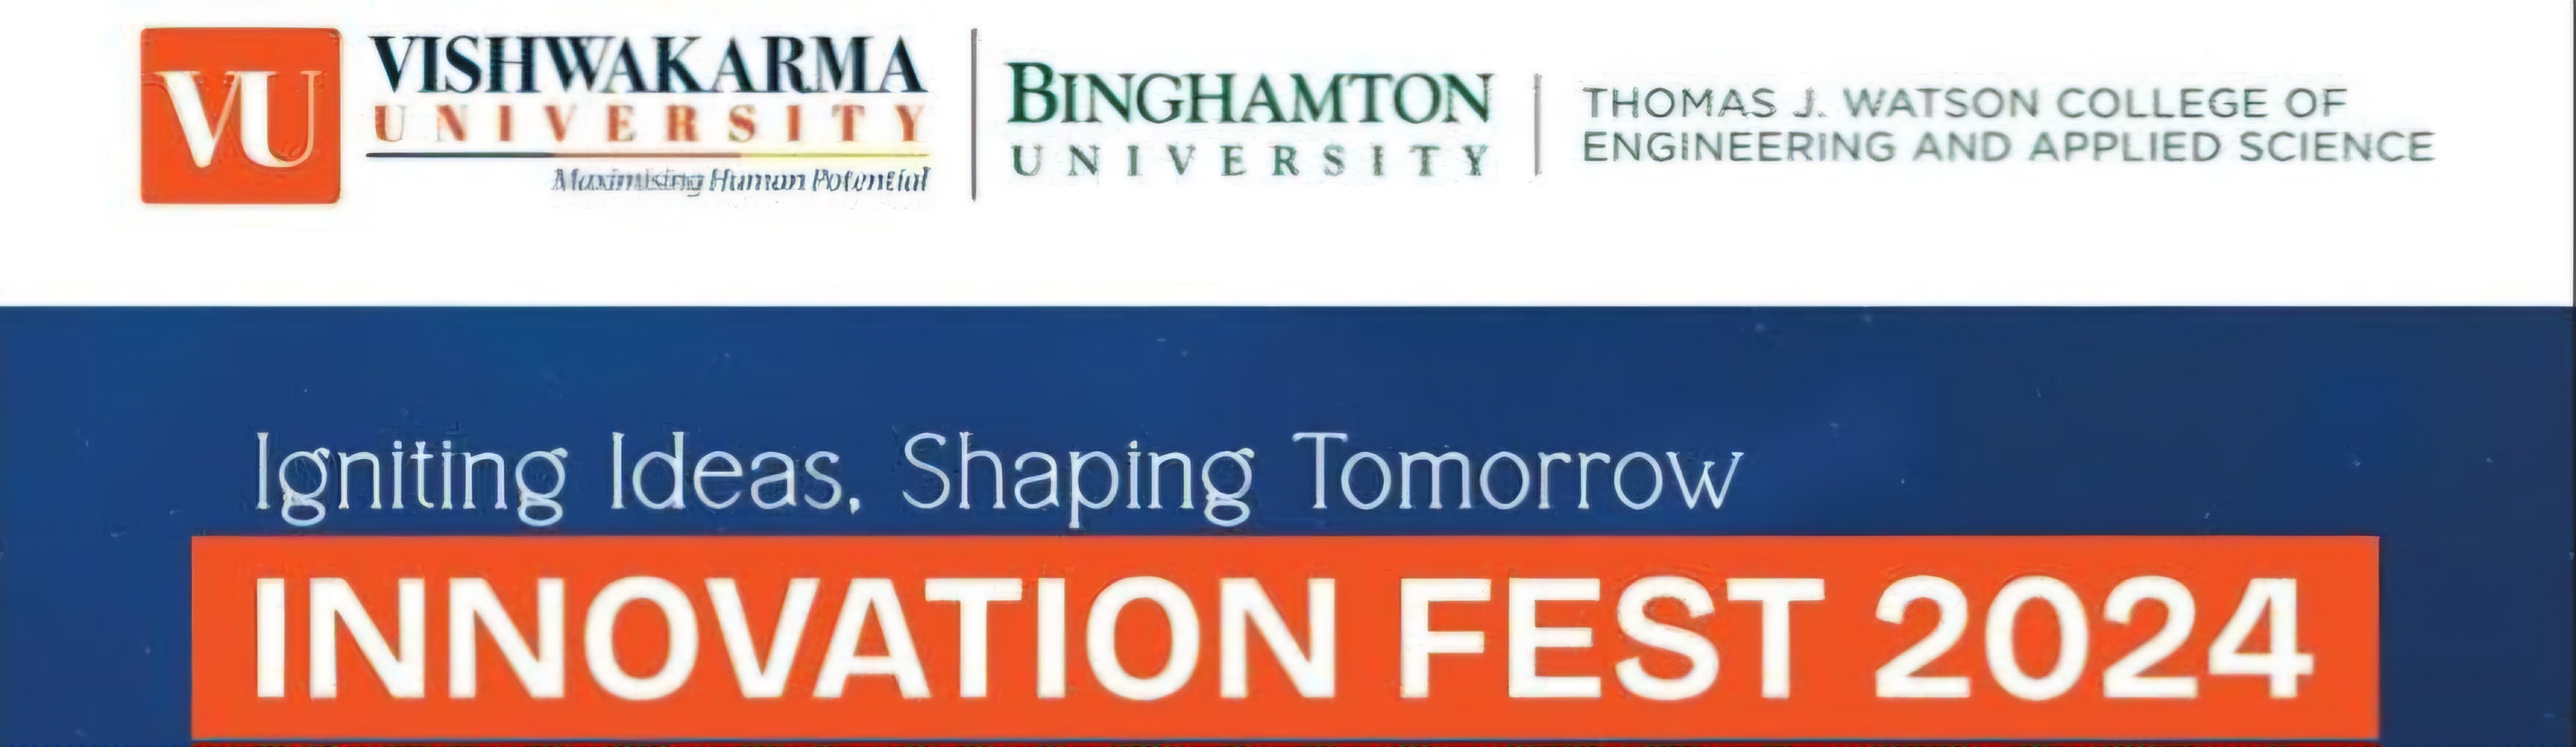 VU
VISHWAKARMA
UNIVERSITY
Maximising Human Potential
BINGHAMTON
UNIVERSITY
THOMAS J. WATSON COLLEGE OF
ENGINEERING AND APPLIED SCIENCE
Igniting Ideas, Shaping Tomorrow
INNOVATION FEST 2024